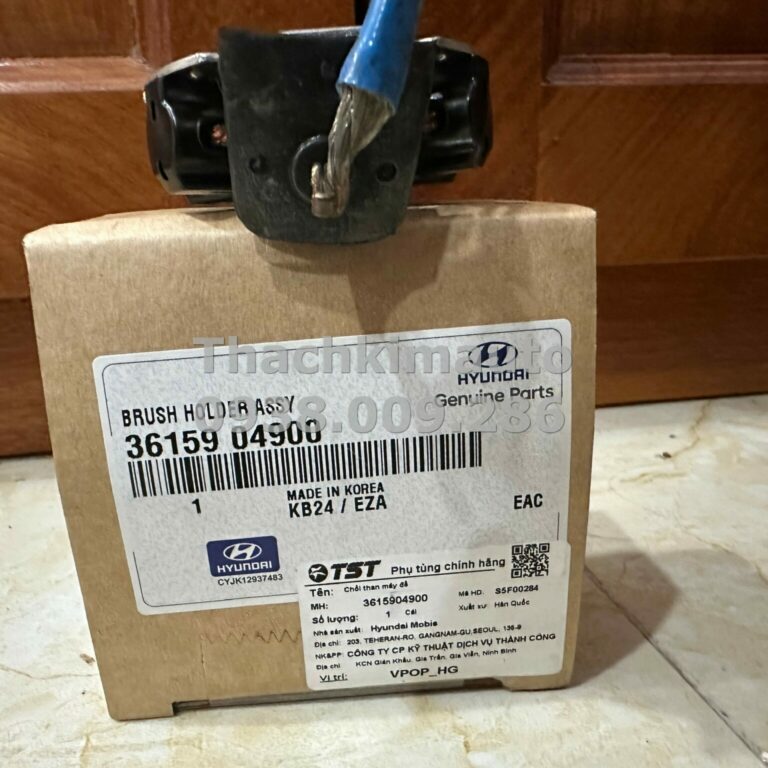 Thachkimauto
0938.009.286
HYUNDAI
Genuine Parts
BRUSH HOLDER ASSY
36159 04900
1
MADE IN KOREA
KB24 / EZA
EAC
HYUNDAI
CYJK12937483
TST Phụ tùng chính hãng
Tên: Chổi than máy đề
MH: 3615904900 Mã HD: S5F00284
Số lượng: 1 Cái Xuất xứ: Hàn Quốc
Nhà sản xuất: Hyundai Mobis
Địa chỉ: 203, TEHERAN-RO, GANGNAM-GU,SEOUL, 135-9
NK&PP: CÔNG TY CP KỸ THUẬT DỊCH VỤ THÀNH CÔNG
Địa chỉ: KCN Gián Khẩu, Gia Trấn, Gia Viễn, Ninh Bình
Vị trí: VPOP_HG